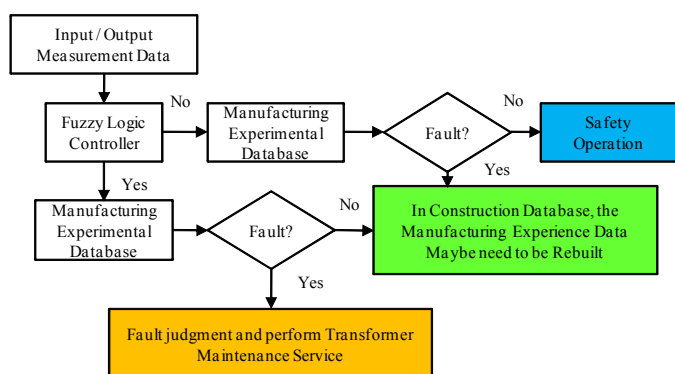 Input / Output
Measurement Data
No
Fuzzy Logic
Controller
Manufacturing
Experimental
Database
Fault?
No
Safety
Operation
Yes
Yes
Manufacturing
Experimental
Database
Fault?
No
In Construction Database, the
Manufacturing Experience Data
Maybe need to be Rebuilt
Yes
Fault judgment and perform Transformer
Maintenance Service